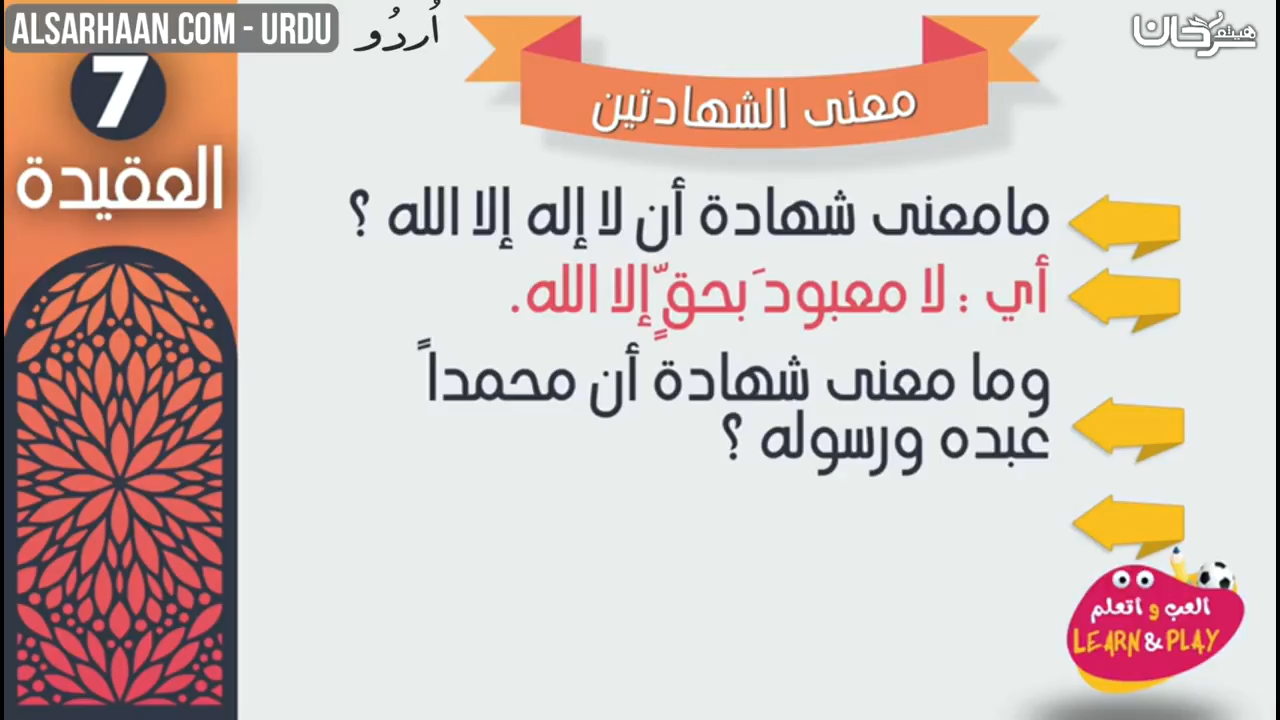 ALSARHAAN.COM - URDU
اُردُو
هيثم سرحان
7
العقيدة
معنى الشهادتين
مامعنى شهادة أن لا إله إلا الله ؟
أي : لا معبودَ بحقٍّ إلا الله.
وما معنى شهادة أن محمداً
عبده ورسوله ؟
العب و اتعلم
LEARN & PLAY